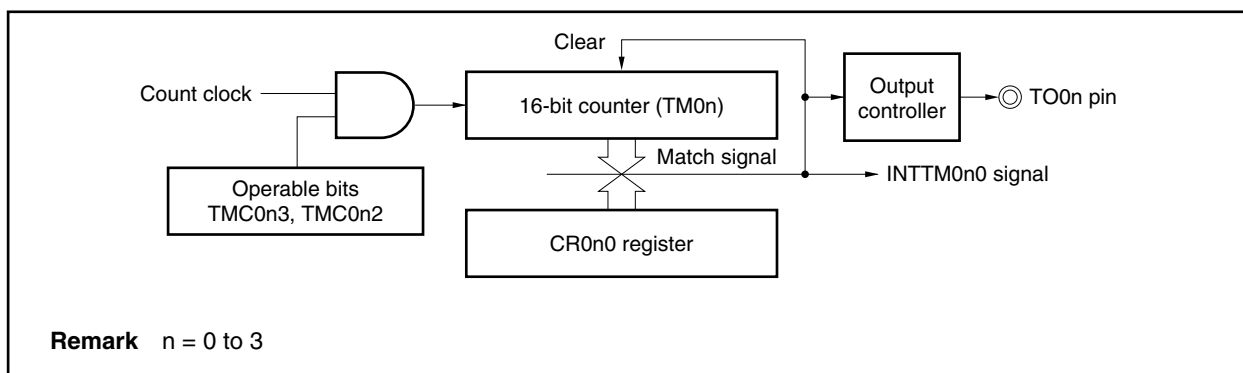 Clear
Count clock
16-bit counter (TM0n)
Output
controller
TO0n pin
Match signal
Operable bits
TMC0n3, TMC0n2
INTTM0n0 signal
CR0n0 register
Remark n = 0 to 3